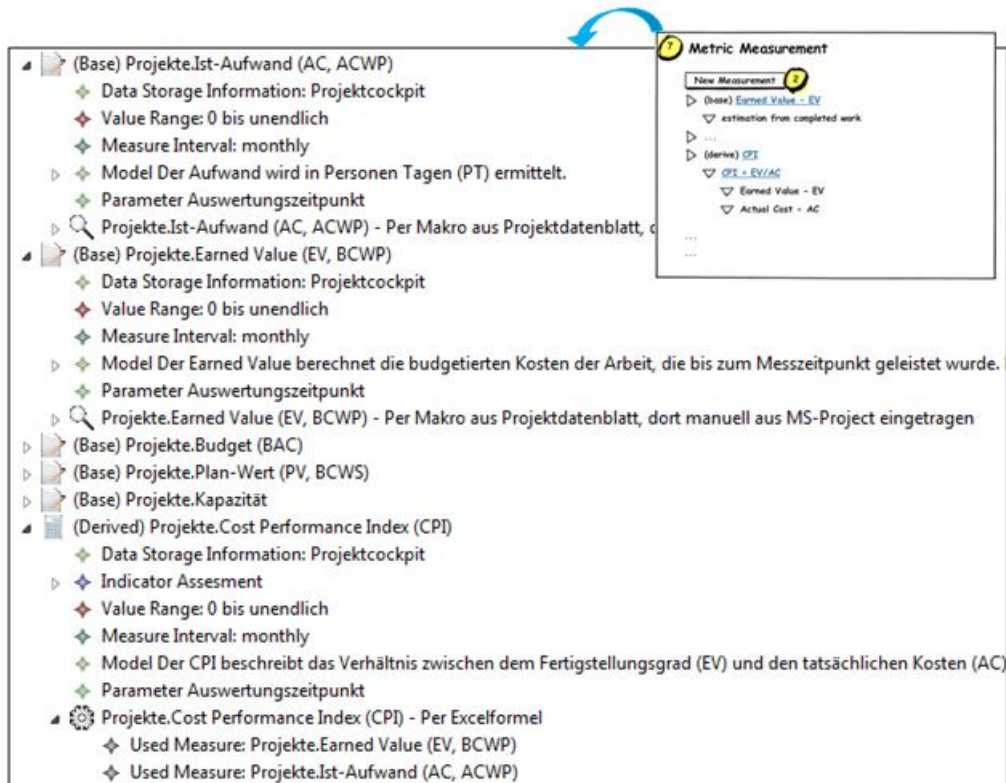 (Base) Projekte.Ist-Aufwand (AC, ACWP)
Data Storage Information: Projektcockpit
Value Range: 0 bis unendlich
Measure Interval: monthly
Model Der Aufwand wird in Personen Tagen (PT) ermittelt.
Parameter Auswertungszeitpunkt
Projekte.Ist-Aufwand (AC, ACWP) - Per Makro aus Projektdatenblatt,
(Base) Projekte.Earned Value (EV, BCWP)
Data Storage Information: Projektcockpit
Value Range: 0 bis unendlich
Measure Interval: monthly
Model Der Earned Value berechnet die budgetierten Kosten der Arbeit, die bis zum Messzeitpunkt geleistet wurde.
Parameter Auswertungszeitpunkt
Projekte.Earned Value (EV, BCWP) - Per Makro aus Projektdatenblatt, dort manuell aus MS-Project eingetragen
(Base) Projekte.Budget (BAC)
(Base) Projekte.Plan-Wert (PV, BCWS)
(Base) Projekte.Kapazität
(Derived) Projekte.Cost Performance Index (CPI)
Data Storage Information: Projektcockpit
Indicator Assesment
Value Range: 0 bis unendlich
Measure Interval: monthly
Model Der CPI beschreibt das Verhältnis zwischen dem Fertigstellungsgrad (EV) und den tatsächlichen Kosten (AC)
Parameter Auswertungszeitpunkt
Projekte.Cost Performance Index (CPI) - Per Excelformel
Used Measure: Projekte.Earned Value (EV, BCWP)
Used Measure: Projekte.Ist-Aufwand (AC, ACWP)
7 Metric Measurement
New Measurement 2
(base) Earned Value - EV
estimation from completed work
...
(derive) CPI
CPI = EV/AC
Earned Value - EV
Actual Cost - AC
...
...